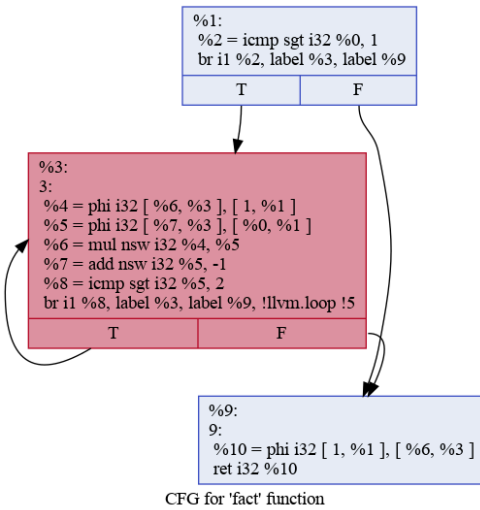 %1:
%2 = icmp sgt i32 %0, 1
br i1 %2, label %3, label %9
T F
%3:
3:
%4 = phi i32 [ %6, %3 ], [ 1, %1 ]
%5 = phi i32 [ %7, %3 ], [ %0, %1 ]
%6 = mul nsw i32 %4, %5
%7 = add nsw i32 %5, -1
%8 = icmp sgt i32 %5, 2
br i1 %8, label %3, label %9, !llvm.loop !5
T F
%9:
9:
%10 = phi i32 [ 1, %1 ], [ %6, %3 ]
ret i32 %10
CFG for 'fact' function